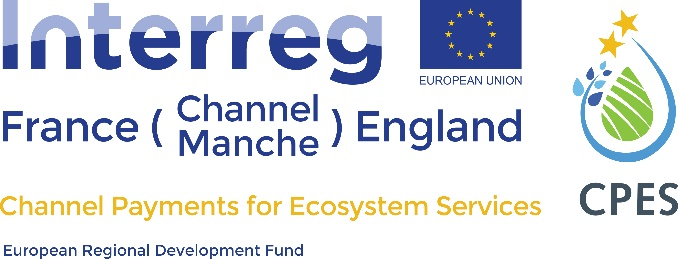 Interreg
EUROPEAN UNION
France ( Channel Manche ) England
Channel Payments for Ecosystem Services
CPES
European Regional Development Fund